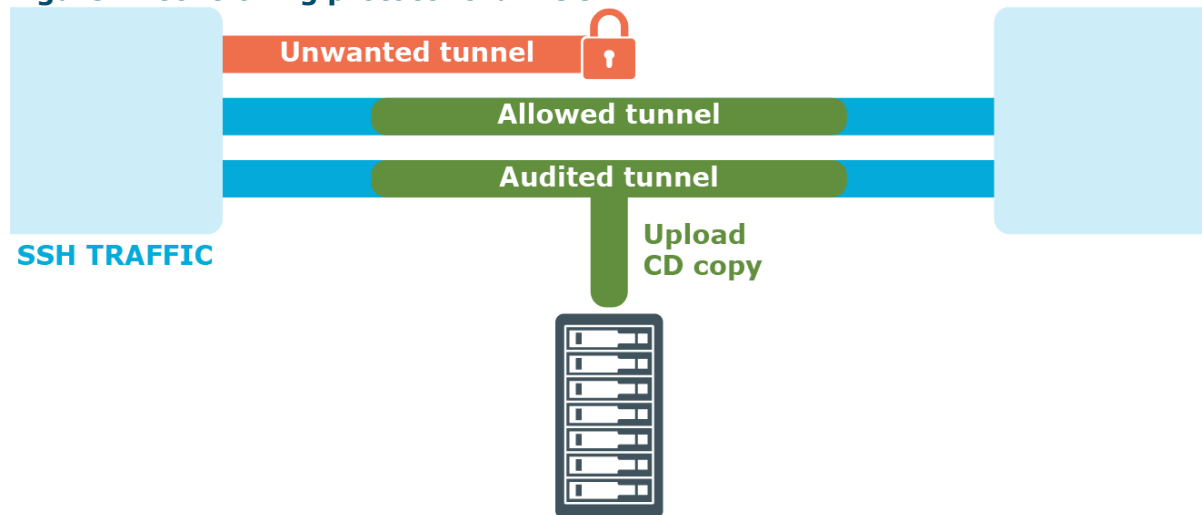 Unwanted tunnel
Allowed tunnel
Audited tunnel
Upload
CD copy
SSH TRAFFIC